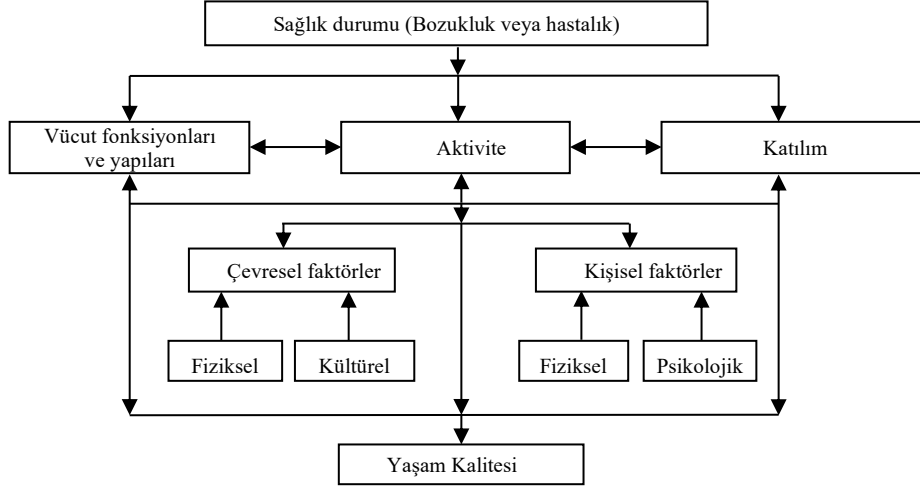 Sağlık durumu (Bozukluk veya hastalık)
Vücut fonksiyonları
ve yapıları
Aktivite
Katılım
Çevresel faktörler
Kişisel faktörler
Fiziksel
Kültürel
Fiziksel
Psikolojik
Yaşam Kalitesi